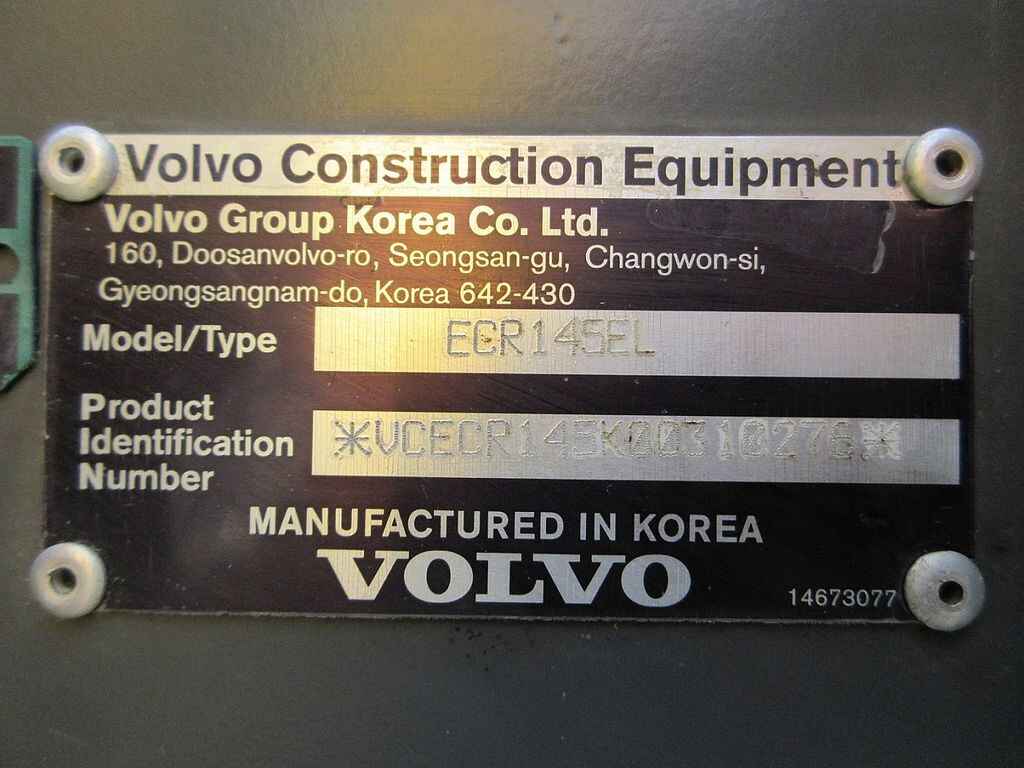 Volvo Construction Equipment
Volvo Group Korea Co. Ltd.
160, Doosanvolvo-ro, Seongsan-gu, Changwon-si,
Gyeongsangnam-do, Korea 642-430
Model/Type ECR145EL
Product
Identification *VCECR145K00310276*
Number
MANUFACTURED IN KOREA
VOLVO
14673077